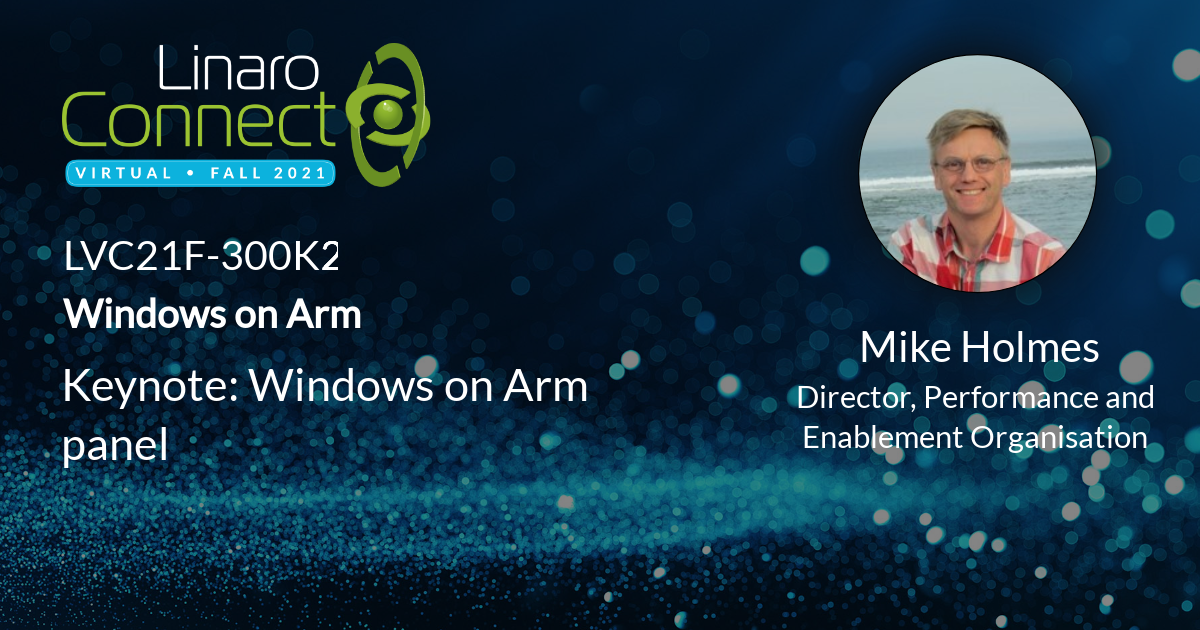 Linaro
Connect
VIRTUAL • FALL 2021
LVC21F-300K2
Windows on Arm
Keynote: Windows on Arm
panel
Mike Holmes
Director, Performance and
Enablement Organisation